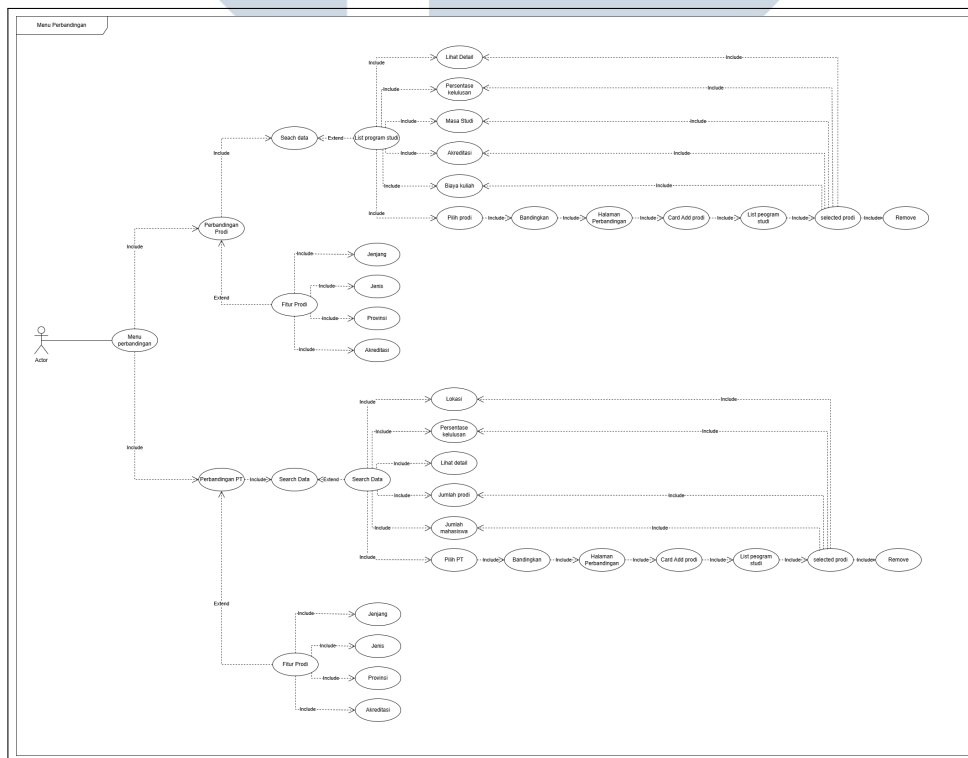 Menu Perbandingan
Lihat Detail
Include
Include
Persentase
kelulusan
Include
Include
Masa Studi
Include
Include
Seach data
Extend
List program studi
Akreditasi
Include
Include
Include
Biaya kuliah
Include
Include
Include
Pilih prodi
Include
Bandingkan
Include
Halaman
Perbandingan
Include
Card Add prodi
Include
List peogram
studi
Include
selected prodi
Include
Remove
Perbandingan
Prodi
Include
Include
Jenjang
Include
Jenis
Extend
Fitur Prodi
Include
Provinsi
Include
Akreditasi
Actor
Menu
perbandingan
Include
Include
Lokasi
Include
Include
Persentase
kelulusan
Include
Include
Lihat detail
Perbandingan PT
Include
Search Data
Extend
Search Data
Include
Jumlah prodi
Include
Include
Jumlah
mahasiswa
Include
Include
Pilih PT
Include
Bandingkan
Include
Halaman
Perbandingan
Include
Card Add prodi
Include
List peogram
studi
Include
selected prodi
Include
Remove
Extend
Include
Jenjang
Include
Jenis
Fitur Prodi
Include
Provinsi
Include
Akreditasi